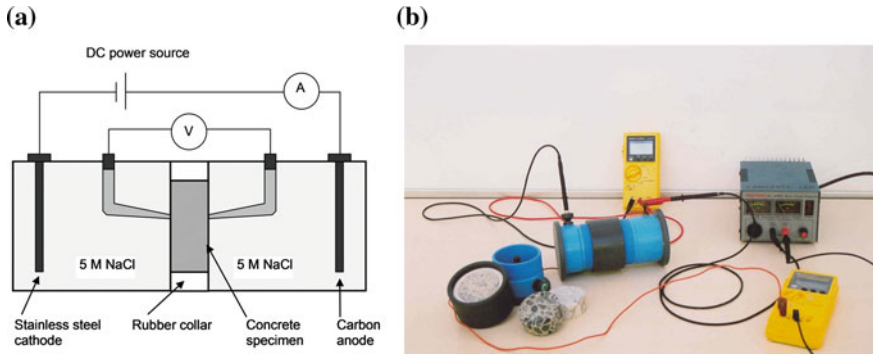 (a)
DC power source
A
V
5 M NaCl
5 M NaCl
Stainless steel
cathode
Rubber collar
Concrete
specimen
Carbon
anode
(b)